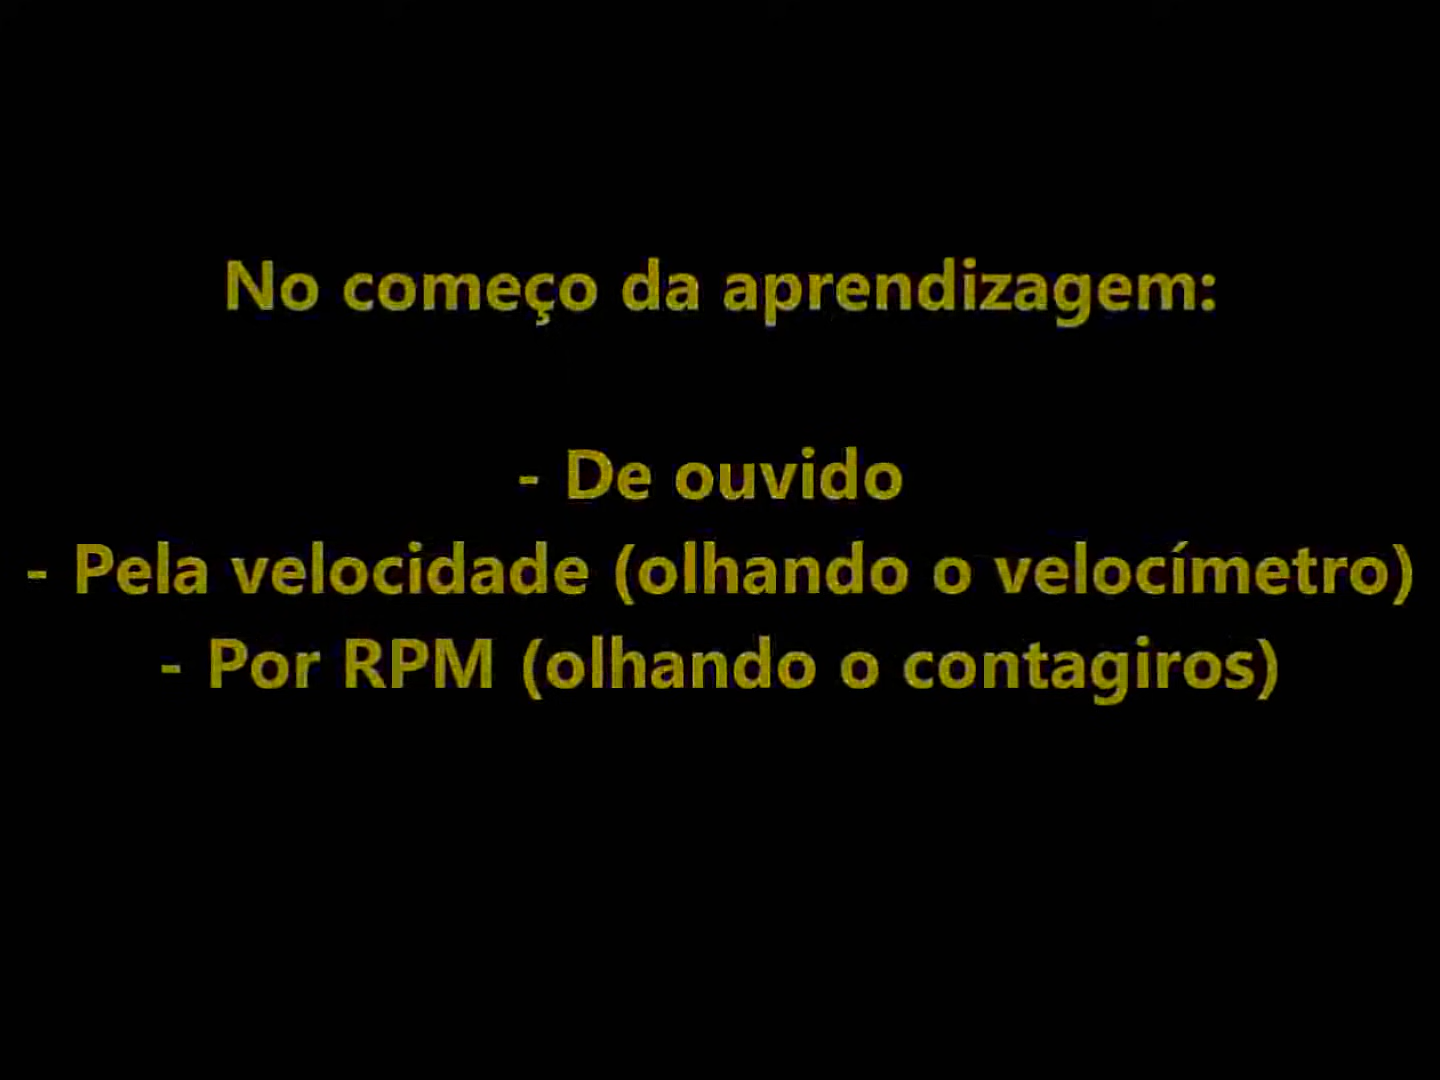 No começo da aprendizagem:
- De ouvido
- Pela velocidade (olhando o velocímetro)
- Por RPM (olhando o contagiros)